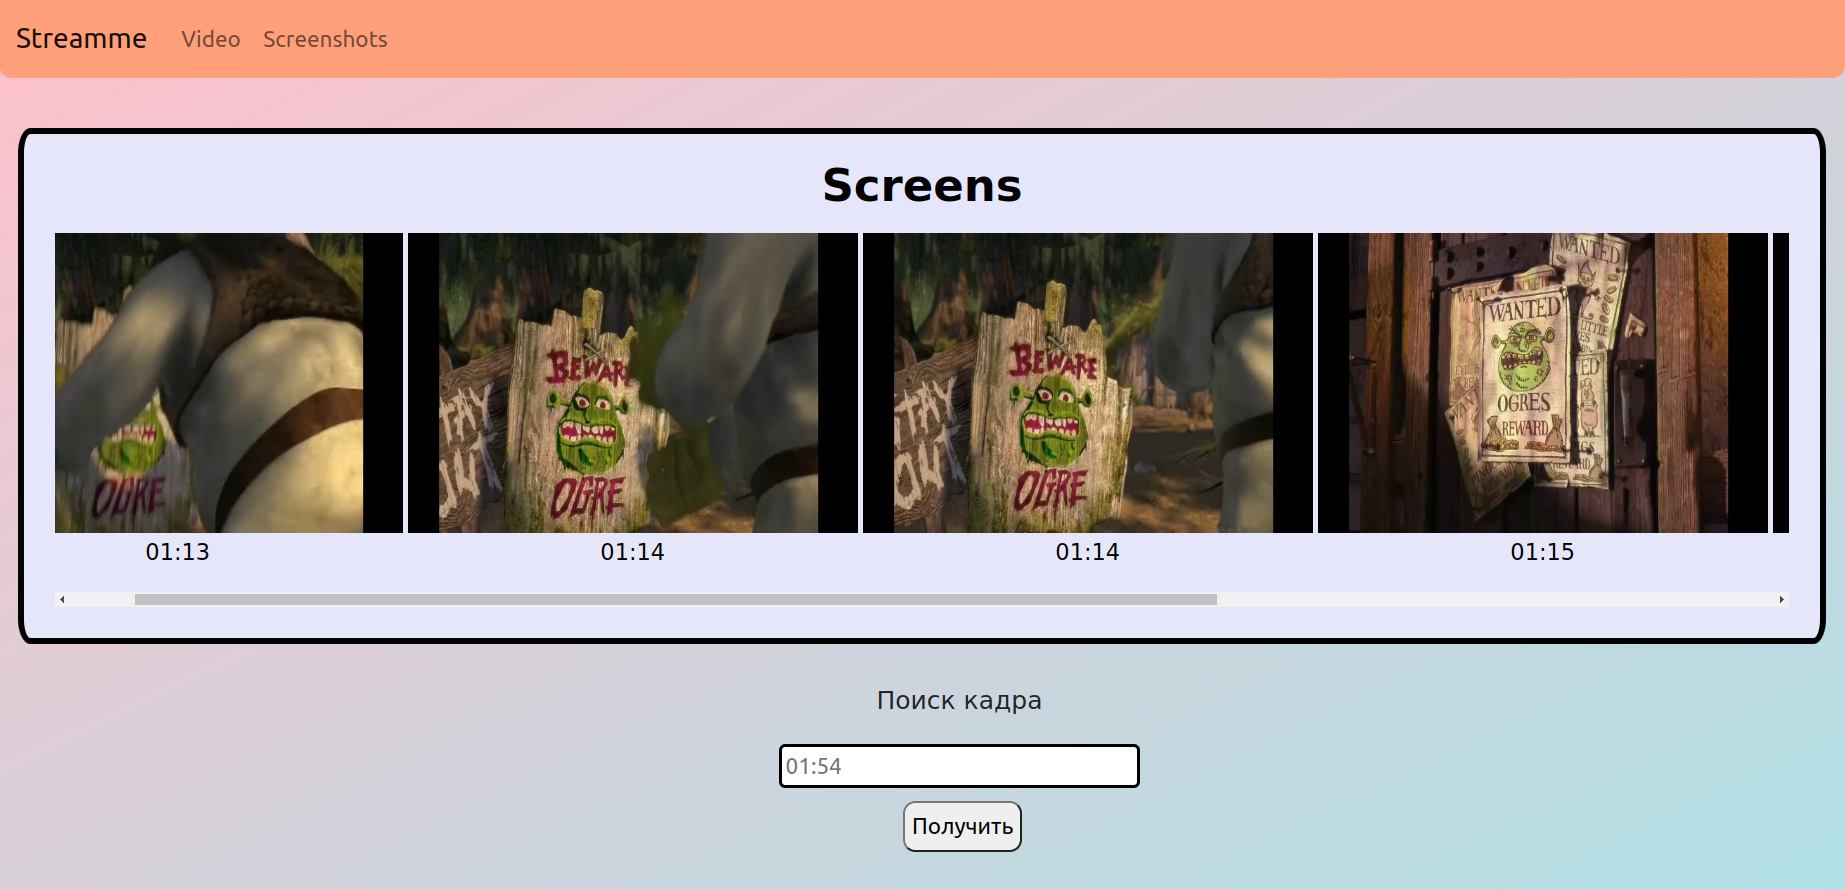 Streamme Video Screenshots
Screens
OGRE
STAY
OUT
BEWARE
OGRE
STAY
OUT
BEWARE
OGRE
WANTED
WANTED
OGRES
REWARD
01:13 01:14 01:14 01:15
Поиск кадра
01:54
Получить